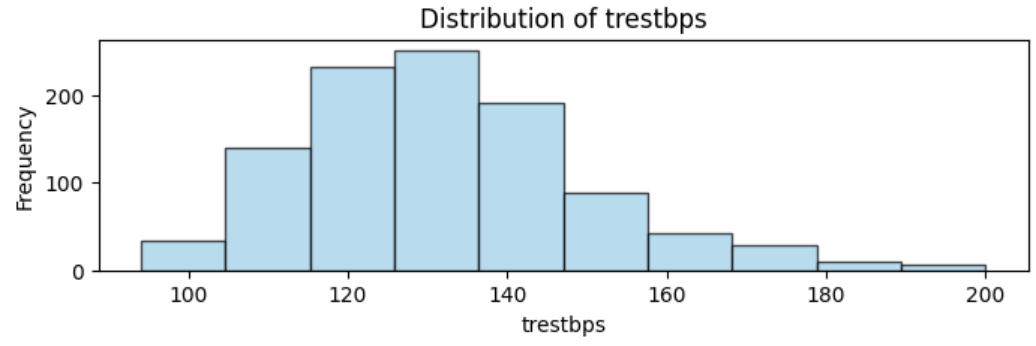 Distribution of trestbps
200
100
0
Frequency
100 120 140 160 180 200
trestbps